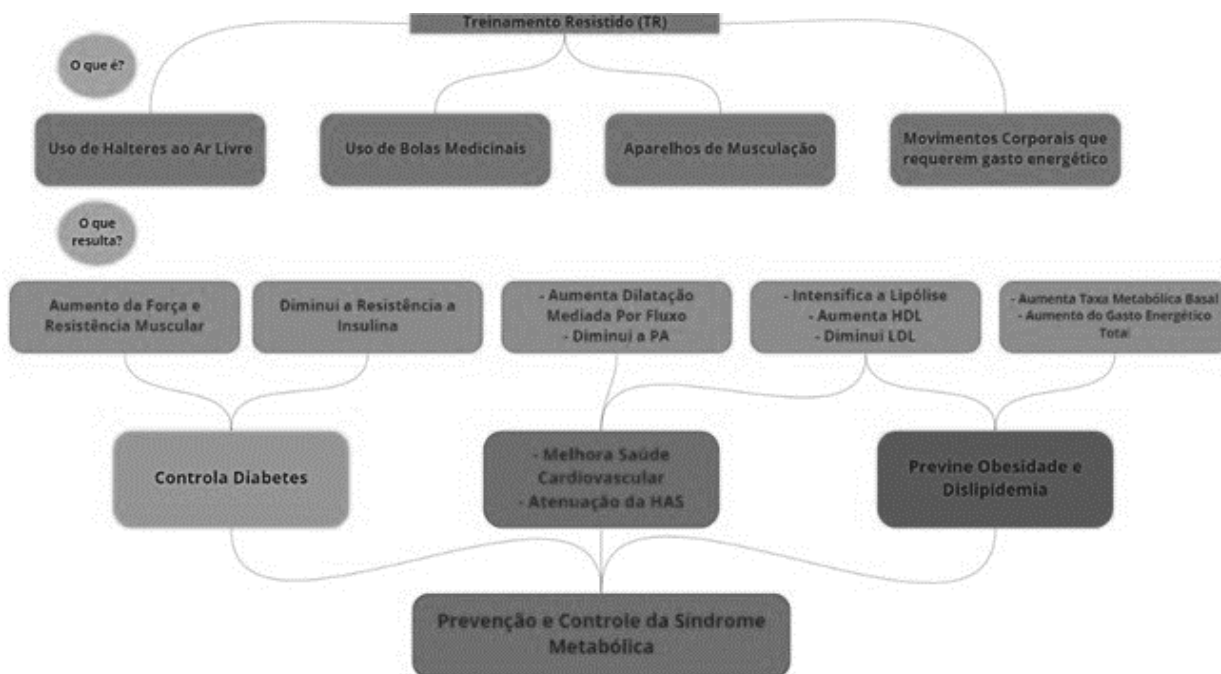 Treinamento Resistido (TR)
O que é?
Uso de Halteres ao Ar Livre
Uso de Bolas Medicinais
Aparelhos de Musculação
Movimentos Corporais que
requerem gasto energético
O que
resulta?
Aumento da Força e
Resistência Muscular
Diminui a Resistência a
Insulina
- Aumenta Dilatação
Mediada Por Fluxo
- Diminui a PA
- Intensifica a Lipólise
- Aumenta HDL
- Diminui LDL
- Aumenta Taxa Metabólica Basal
- Aumento do Gasto Energético
Total
Controla Diabetes
- Melhora Saúde
Cardiovascular
- Atenuação da HAS
Previne Obesidade e
Dislipidemia
Prevenção e Controle da Síndrome
Metabólica